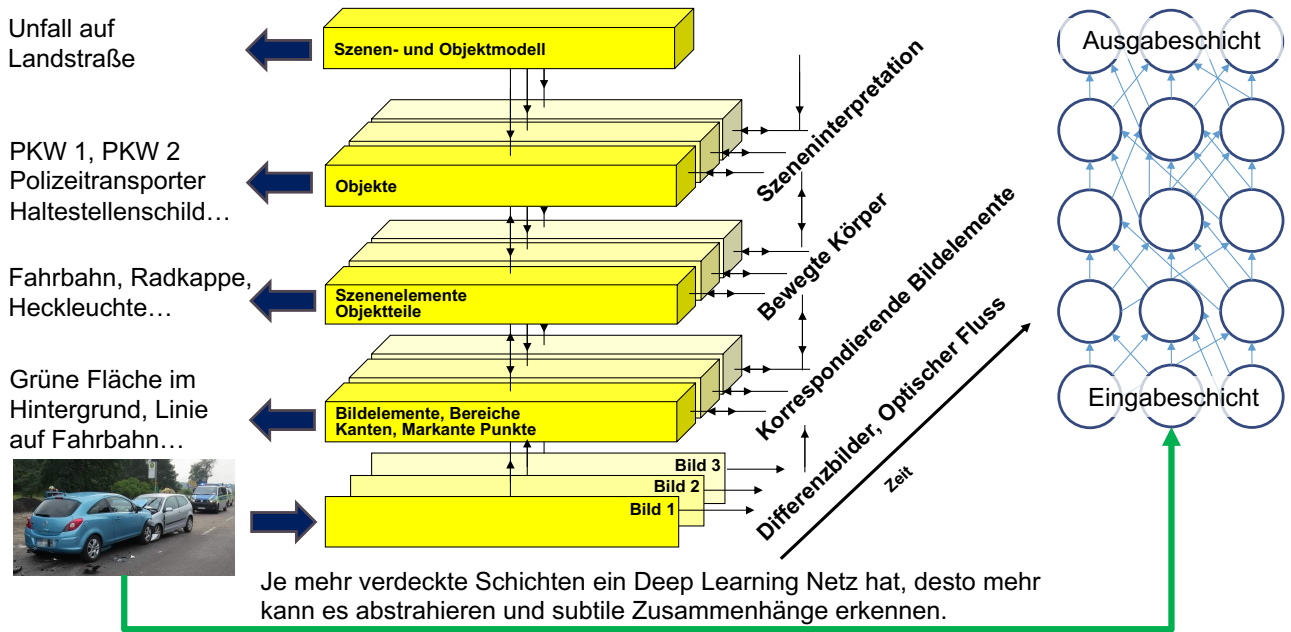 Unfall auf
Landstraße
Szenen- und Objektmodell
PKW 1, PKW 2
Polizeitransporter
Haltestellenschild…
Objekte
Fahrbahn, Radkappe,
Heckleuchte…
Szenenelemente
Objektteile
Grüne Fläche im
Hintergrund, Linie
auf Fahrbahn…
Bildelemente, Bereiche
Kanten, Markante Punkte
Bild 3
Bild 2
Bild 1
Szeneninterpretation
Bewegte Körper
Korrespondierende Bildelemente
Differenzbilder, Optischer Fluss
Zeit
Ausgabeschicht
Eingabeschicht
Je mehr verdeckte Schichten ein Deep Learning Netz hat, desto mehr
kann es abstrahieren und subtile Zusammenhänge erkennen.